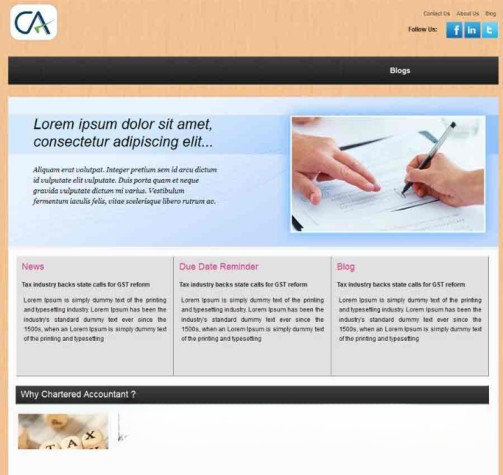 CA
Contact Us About Us Blog
Follow Us: f in t
Blogs
Lorem ipsum dolor sit amet,
consectetur adipiscing elit...
Aliquam erat volutpat. Integer pretium sem id arcu dictum
id vulputate elit vulputate. Duis porta quam et neque
gravida vulputate dictum mi varius. Vestibulum
fermentum iaculis felis, vitae scelerisque libero rutrum ac.
News
Tax industry backs state calls for GST reform
Lorem Ipsum is simply dummy text of the printing
and typesetting industry. Lorem Ipsum has been the
industry's standard dummy text ever since the
1500s, when an Lorem Ipsum is simply dummy text
of the printing and typesetting
Due Date Reminder
Tax industry backs state calls for GST reform
Lorem Ipsum is simply dummy text of the printing
and typesetting industry. Lorem Ipsum has been the
industry's standard dummy text ever since the
1500s, when an Lorem Ipsum is simply dummy text
of the printing and typesetting
Blog
Tax industry backs state calls for GST reform
Lorem Ipsum is simply dummy text of the printing
and typesetting industry. Lorem Ipsum has been the
industry's standard dummy text ever since the
1500s, when an Lorem Ipsum is simply dummy text
of the printing and typesetting
Why Chartered Accountant ?
TAX